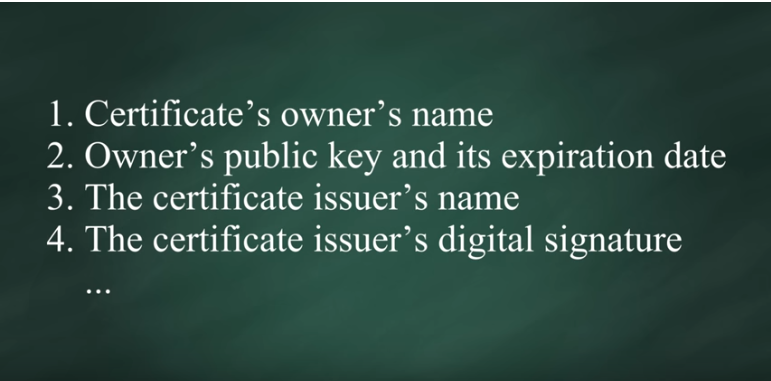 1. Certificate’s owner’s name
2. Owner’s public key and its expiration date
3. The certificate issuer’s name
4. The certificate issuer’s digital signature
...